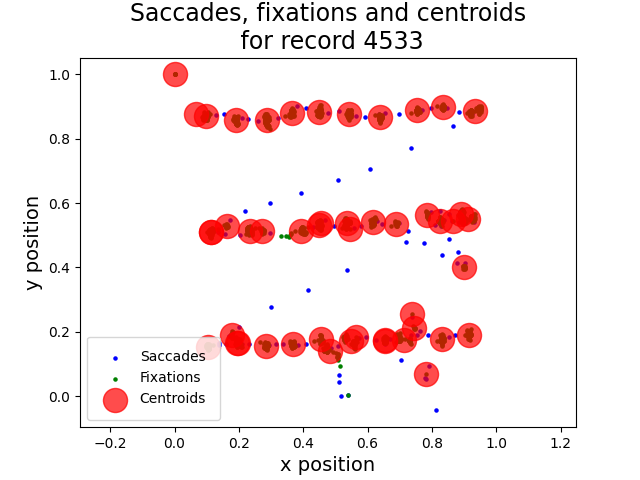 Saccades, fixations and centroids
for record 4533
y position
1.0
0.8
0.6
0.4
0.2
0.0
Saccades
Fixations
Centroids
−0.2
0.0
0.2
0.4
0.6
0.8
1.0
1.2
x position